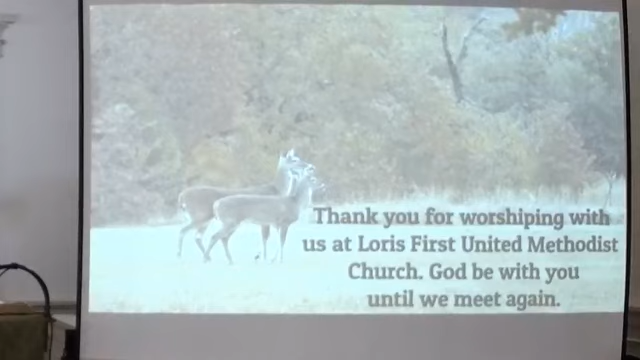 Thank you for worshiping with
us at Loris First United Methodist
Church. God be with you
until we meet again.